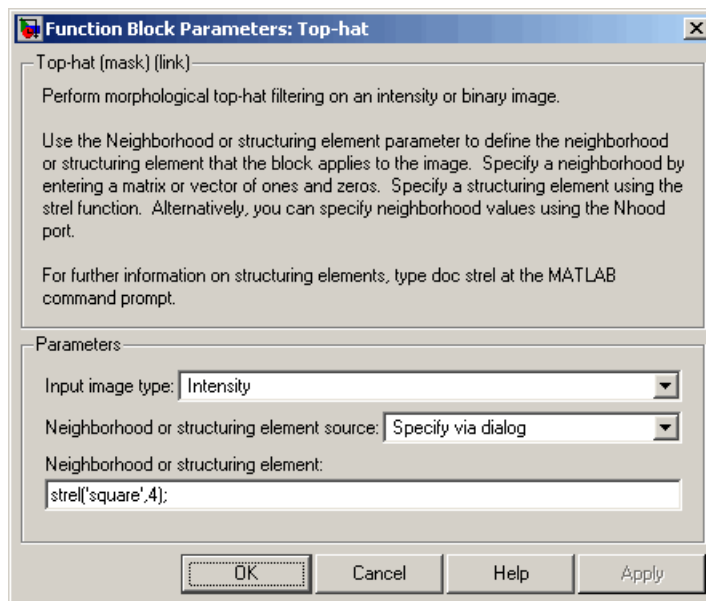 Function Block Parameters: Top-hat
Top-hat (mask) (link)
Perform morphological top-hat filtering on an intensity or binary image.
Use the Neighborhood or structuring element parameter to define the neighborhood
or structuring element that the block applies to the image.  Specify a neighborhood by
entering a matrix or vector of ones and zeros.  Specify a structuring element using the
strel function.  Alternatively, you can specify neighborhood values using the Nhood
port.
For further information on structuring elements, type doc strel at the MATLAB
command prompt.
Parameters
Input image type: Intensity
Neighborhood or structuring element source: Specify via dialog
Neighborhood or structuring element:
strel('square',4);
OK Cancel Help Apply